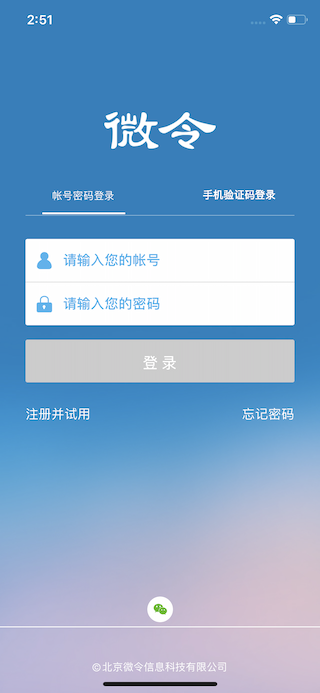 2:51
微令
帐号密码登录
手机验证码登录
请输入您的帐号
请输入您的密码
登 录
注册并试用
忘记密码
©北京微令信息科技有限公司